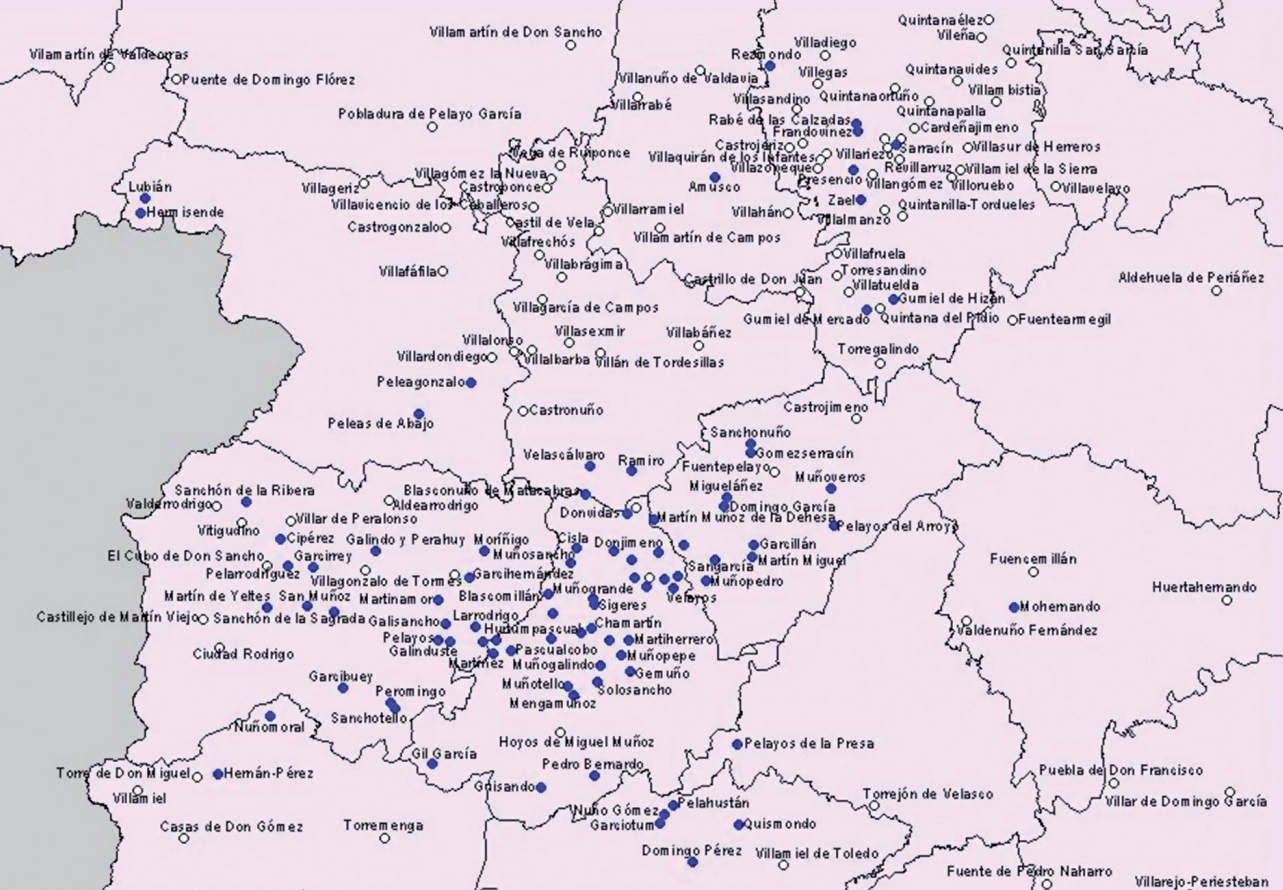 Quintanaélez
Villamartín de Don Sancho
Vileña
Villadiego
Quintanilla San García
Vilamartín de Valdeorras
Rezmondo
Puente de Domingo Flórez
Villanuño de Valdavia
Villegas
Quintanavides
Villarrabé
Villasandino
Quintanaortuño
Villambistia
Pobladura de Pelayo García
Quintanapalla
Rabé de las Calzadas
Cardeñajimeno
Frandovínez
Castrojériz
Sarracín
Villasur de Herreros
Vega de Ruiponce
Villaquirán de los Infantes
Villariezo
Villagómez la Nueva
Villazopeque
Revillarruz
Villamiel de la Sierra
Villageriz
Castroponce
Amusco
Presencio
Villangómez
Villoruebo
Villavelayo
Lubián
Villavicencio de los Caballeros
Zael
Quintanilla-Tordueles
Hermisende
Villarramiel
Villahán
Villalmanzo
Castrogonzalo
Castil de Vela
Villamartín de Campos
Villafrechós
Villafruela
Villafáfila
Villabrágima
Torresandino
Castrillo de Don Juan
Aldehuela de Periáñez
Villatuelda
Gumiel de Hizán
Villagarcía de Campos
Gumiel de Mercado
Quintana del Pidio
Fuentearmegil
Villasexmir
Villabáñez
Villalonso
Torregalindo
Villardondiego
Villalbarba
Villán de Tordesillas
Peleagonzalo
Castronuño
Castrojimeno
Peleas de Abajo
Sanchonuño
Velascálvaro
Ramiro
Gomezserracín
Fuentepelayo
Muñoveros
Sanchón de la Ribera
Blasconuño de Matacabras
Migueláñez
Valderrodrigo
Aldearrodrigo
Domingo García
Vitigudino
Villar de Peralonso
Donvidas
Martín Muñoz de la Dehesa
Pelayos del Arroyo
Cipérez
Galindo y Perahuy
Moríñigo
Cisla
Donjimeno
Garcillán
El Cubo de Don Sancho
Garcirrey
Muñosancho
Martín Miguel
Fuencemillán
Pelarrodríguez
Villagonzalo de Tormes
Garcihernández
Sangarcía
Muñopedro
Huertahernando
Martín de Yeltes
San Muñoz
Martinamor
Blascomillán
Muñogrande
Velayos
Sigeres
Mohernando
Castillejo de Martín Viejo
Sanchón de la Sagrada
Galisancho
Larrodrigo
Hurtumpascual
Chamartín
Valdenuño Fernández
Pelayos
Martiherrero
Ciudad Rodrigo
Galinduste
Pascualcobo
Muñopepe
Martínez
Muñogalindo
Gemuño
Garcibuey
Muñotello
Solosancho
Peromingo
Mengamuñoz
Sanchotello
Nuñomoral
Hoyos de Miguel Muñoz
Pelayos de la Presa
Gil García
Pedro Bernardo
Torre de Don Miguel
Hernán-Pérez
Puebla de Don Francisco
Guisando
Villamiel
Pelahustán
Torrejón de Velasco
Villar de Domingo García
Nuño Gómez
Casas de Don Gómez
Torremenga
Garciotum
Quismondo
Domingo Pérez
Villamiel de Toledo
Fuente de Pedro Naharro
Villarejo-Periesteban